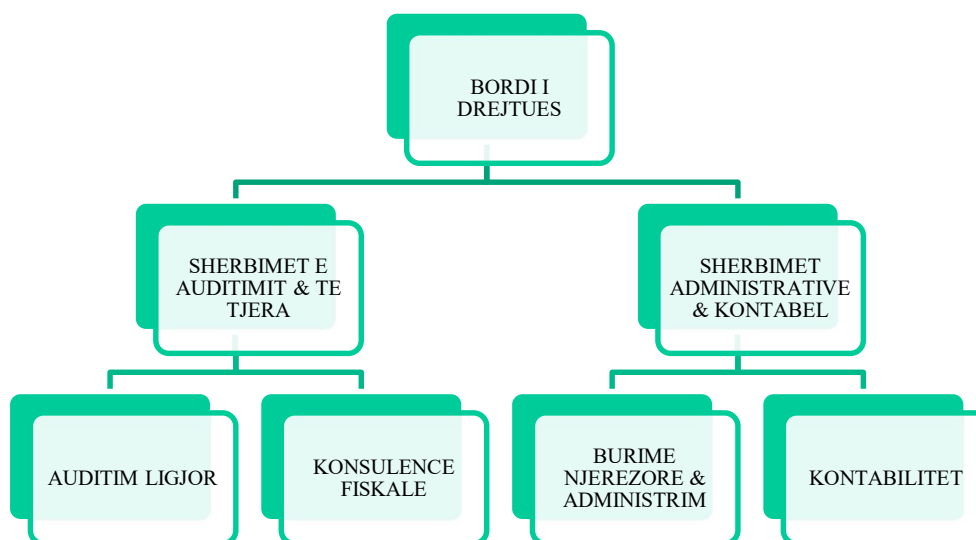 BORDI I
DREJTUES
SHERBIMET E
AUDITIMIT & TE
TJERA
SHERBIMET
ADMINISTRATIVE
& KONTABEL
AUDITIM LIGJOR
KONSULENCE
FISKALE
BURIME
NJEREZORE &
ADMINISTRIM
KONTABILITET